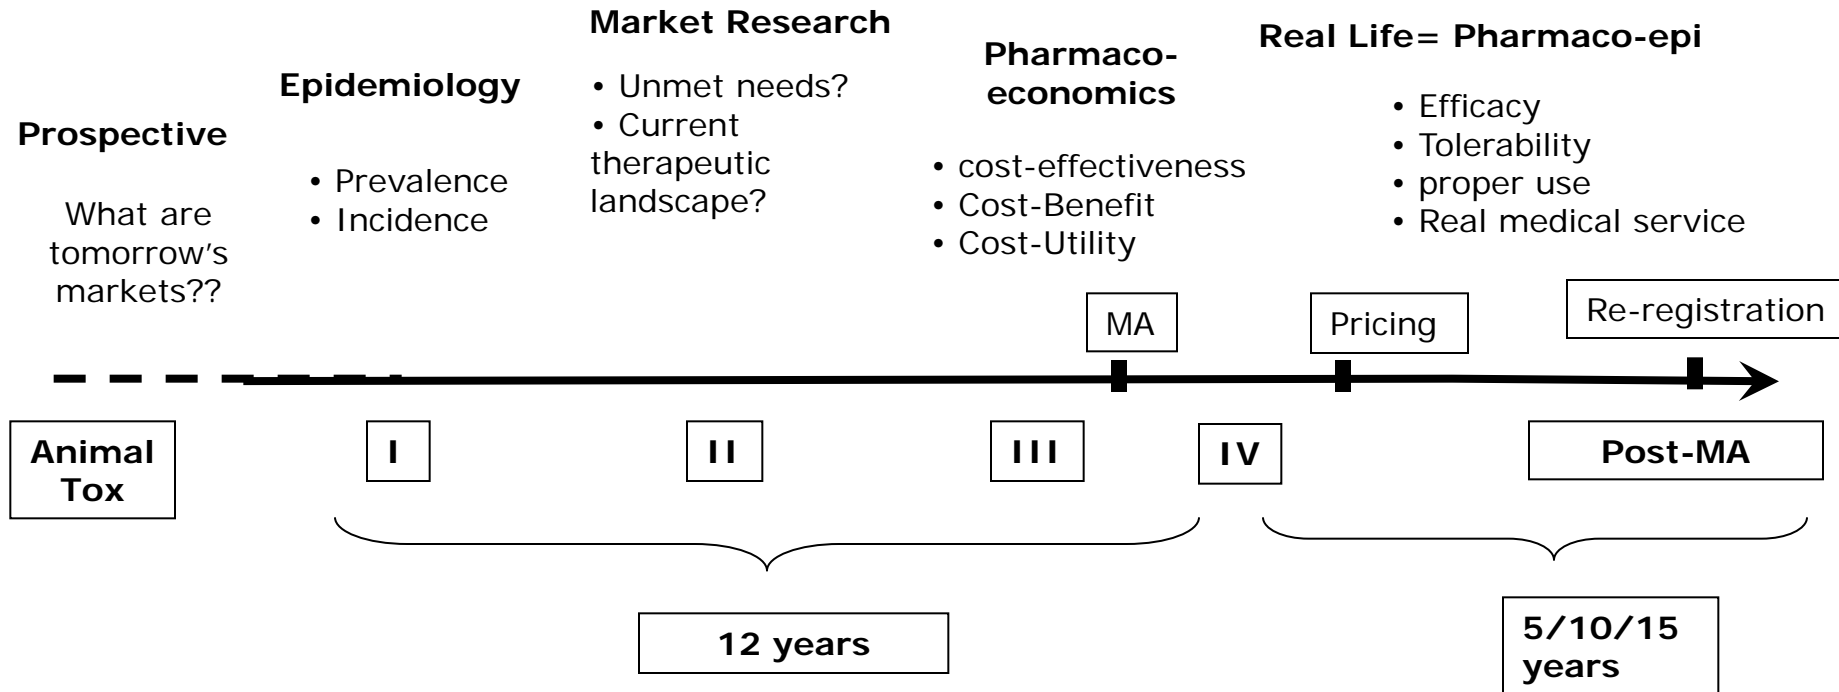 Prospective
What are
tomorrow's
markets??
Epidemiology
• Prevalence
• Incidence
Market Research
• Unmet needs?
• Current
therapeutic
landscape?
Pharmaco-
economics
• cost-effectiveness
• Cost-Benefit
• Cost-Utility
Real Life= Pharmaco-epi
• Efficacy
• Tolerability
• proper use
• Real medical service
MA
Pricing
Re-registration
Animal
Tox
I
II
III
IV
Post-MA
12 years
5/10/15
years